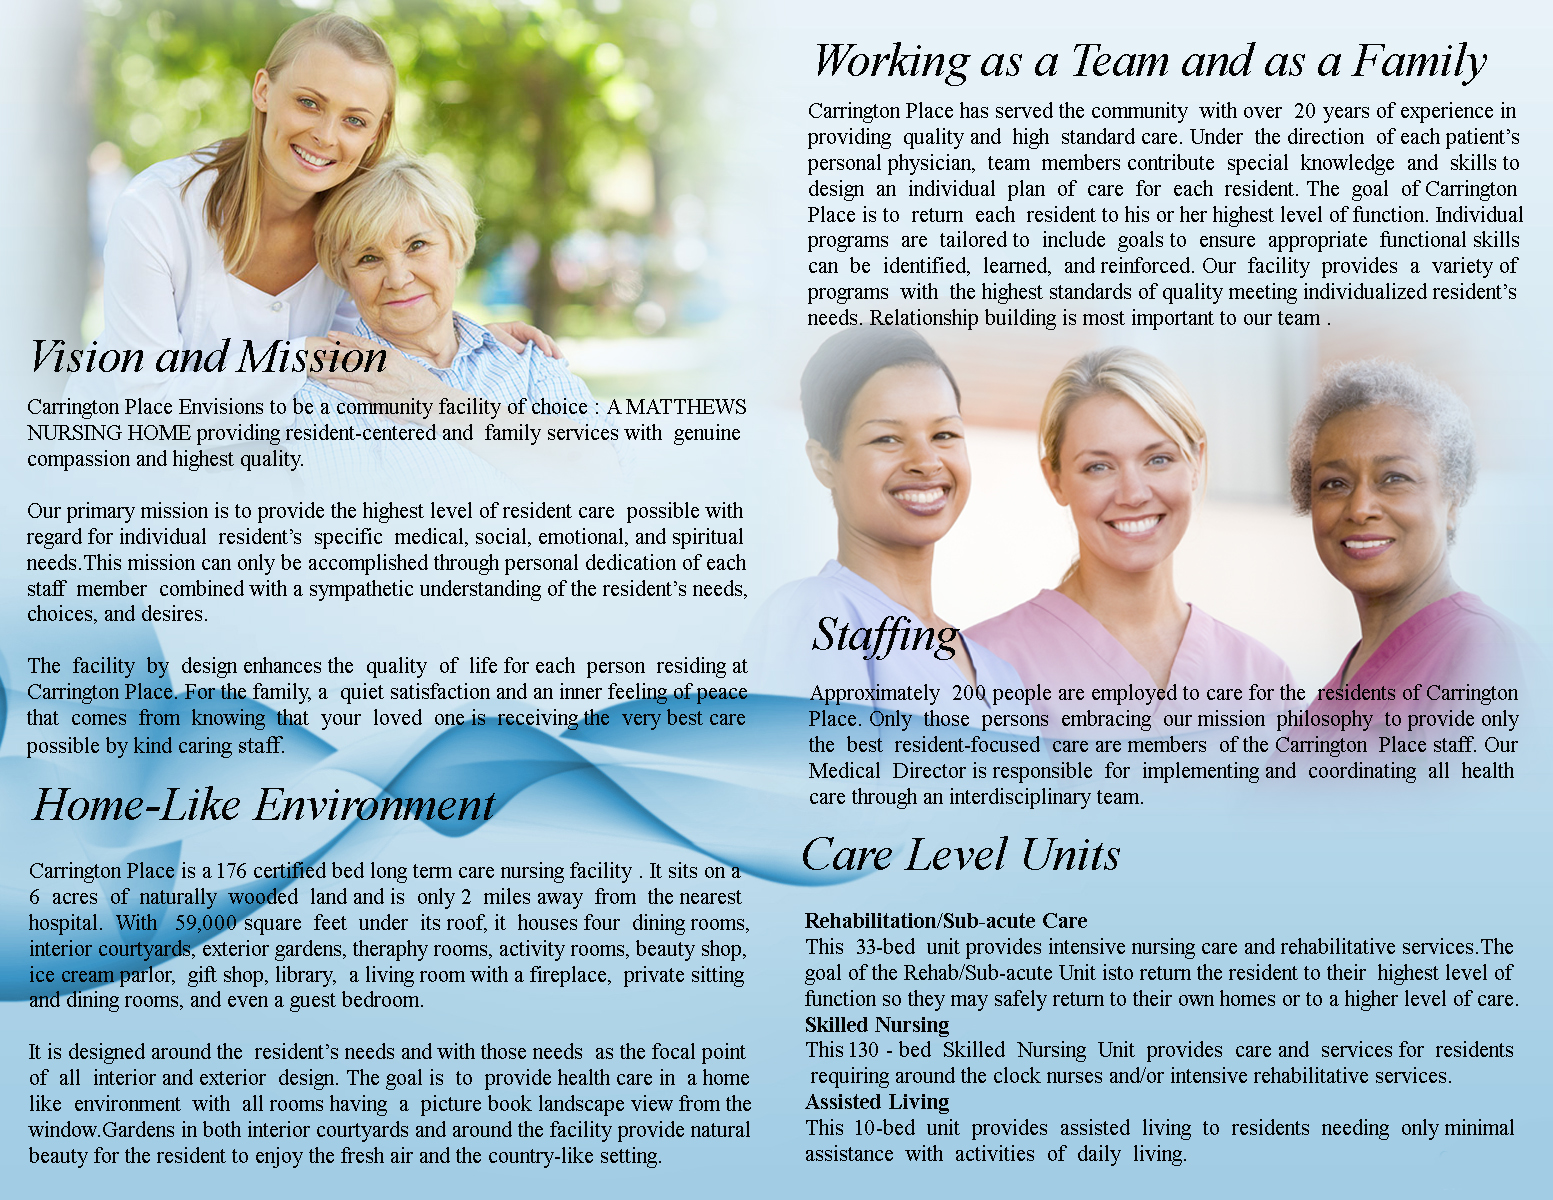 Vision and Mission
Carrington Place Envisions to be a community facility of choice : A MATTHEWS
NURSING HOME providing resident-centered and family services with genuine
compassion and highest quality.
Our primary mission is to provide the highest level of resident care possible with
regard for individual resident's specific medical, social, emotional, and spiritual
needs.This mission can only be accomplished through personal dedication of each
staff member combined with a sympathetic understanding of the resident's needs,
choices, and desires.
The facility by design enhances the quality of life for each person residing at
Carrington Place. For the family, a quiet satisfaction and an inner feeling of peace
that comes from knowing that your loved one is receiving the very best care
possible by kind caring staff.
Home-Like Environment
Carrington Place is a 176 certified bed long term care nursing facility . It sits on a
6 acres of naturally wooded land and is only 2 miles away from the nearest
hospital. With 59,000 square feet under its roof, it houses four dining rooms,
interior courtyards, exterior gardens, theraphy rooms, activity rooms, beauty shop,
ice cream parlor, gift shop, library, a living room with a fireplace, private sitting
and dining rooms, and even a guest bedroom.
It is designed around the resident's needs and with those needs as the focal point
of all interior and exterior design. The goal is to provide health care in a home
like environment with all rooms having a picture book landscape view from the
window.Gardens in both interior courtyards and around the facility provide natural
beauty for the resident to enjoy the fresh air and the country-like setting.
Working as a Team and as a Family
Carrington Place has served the community with over 20 years of experience in
providing quality and high standard care. Under the direction of each patient's
personal physician, team members contribute special knowledge and skills to
design an individual plan of care for each resident. The goal of Carrington
Place is to return each resident to his or her highest level of function. Individual
programs are tailored to include goals to ensure appropriate functional skills
can be identified, learned, and reinforced. Our facility provides a variety of
programs with the highest standards of quality meeting individualized resident's
needs. Relationship building is most important to our team .
Staffing
Approximately 200 people are employed to care for the residents of Carrington
Place. Only those persons embracing our mission philosophy to provide only
the best resident-focused care are members of the Carrington Place staff. Our
Medical Director is responsible for implementing and coordinating all health
care through an interdisciplinary team.
Care Level Units
Rehabilitation/Sub-acute Care
This 33-bed unit provides intensive nursing care and rehabilitative services.The
goal of the Rehab/Sub-acute Unit isto return the resident to their highest level of
function so they may safely return to their own homes or to a higher level of care.
Skilled Nursing
This 130 - bed Skilled Nursing Unit provides care and services for residents
requiring around the clock nurses and/or intensive rehabilitative services.
Assisted Living
This 10-bed unit provides assisted living to residents needing only minimal
assistance with activities of daily living.